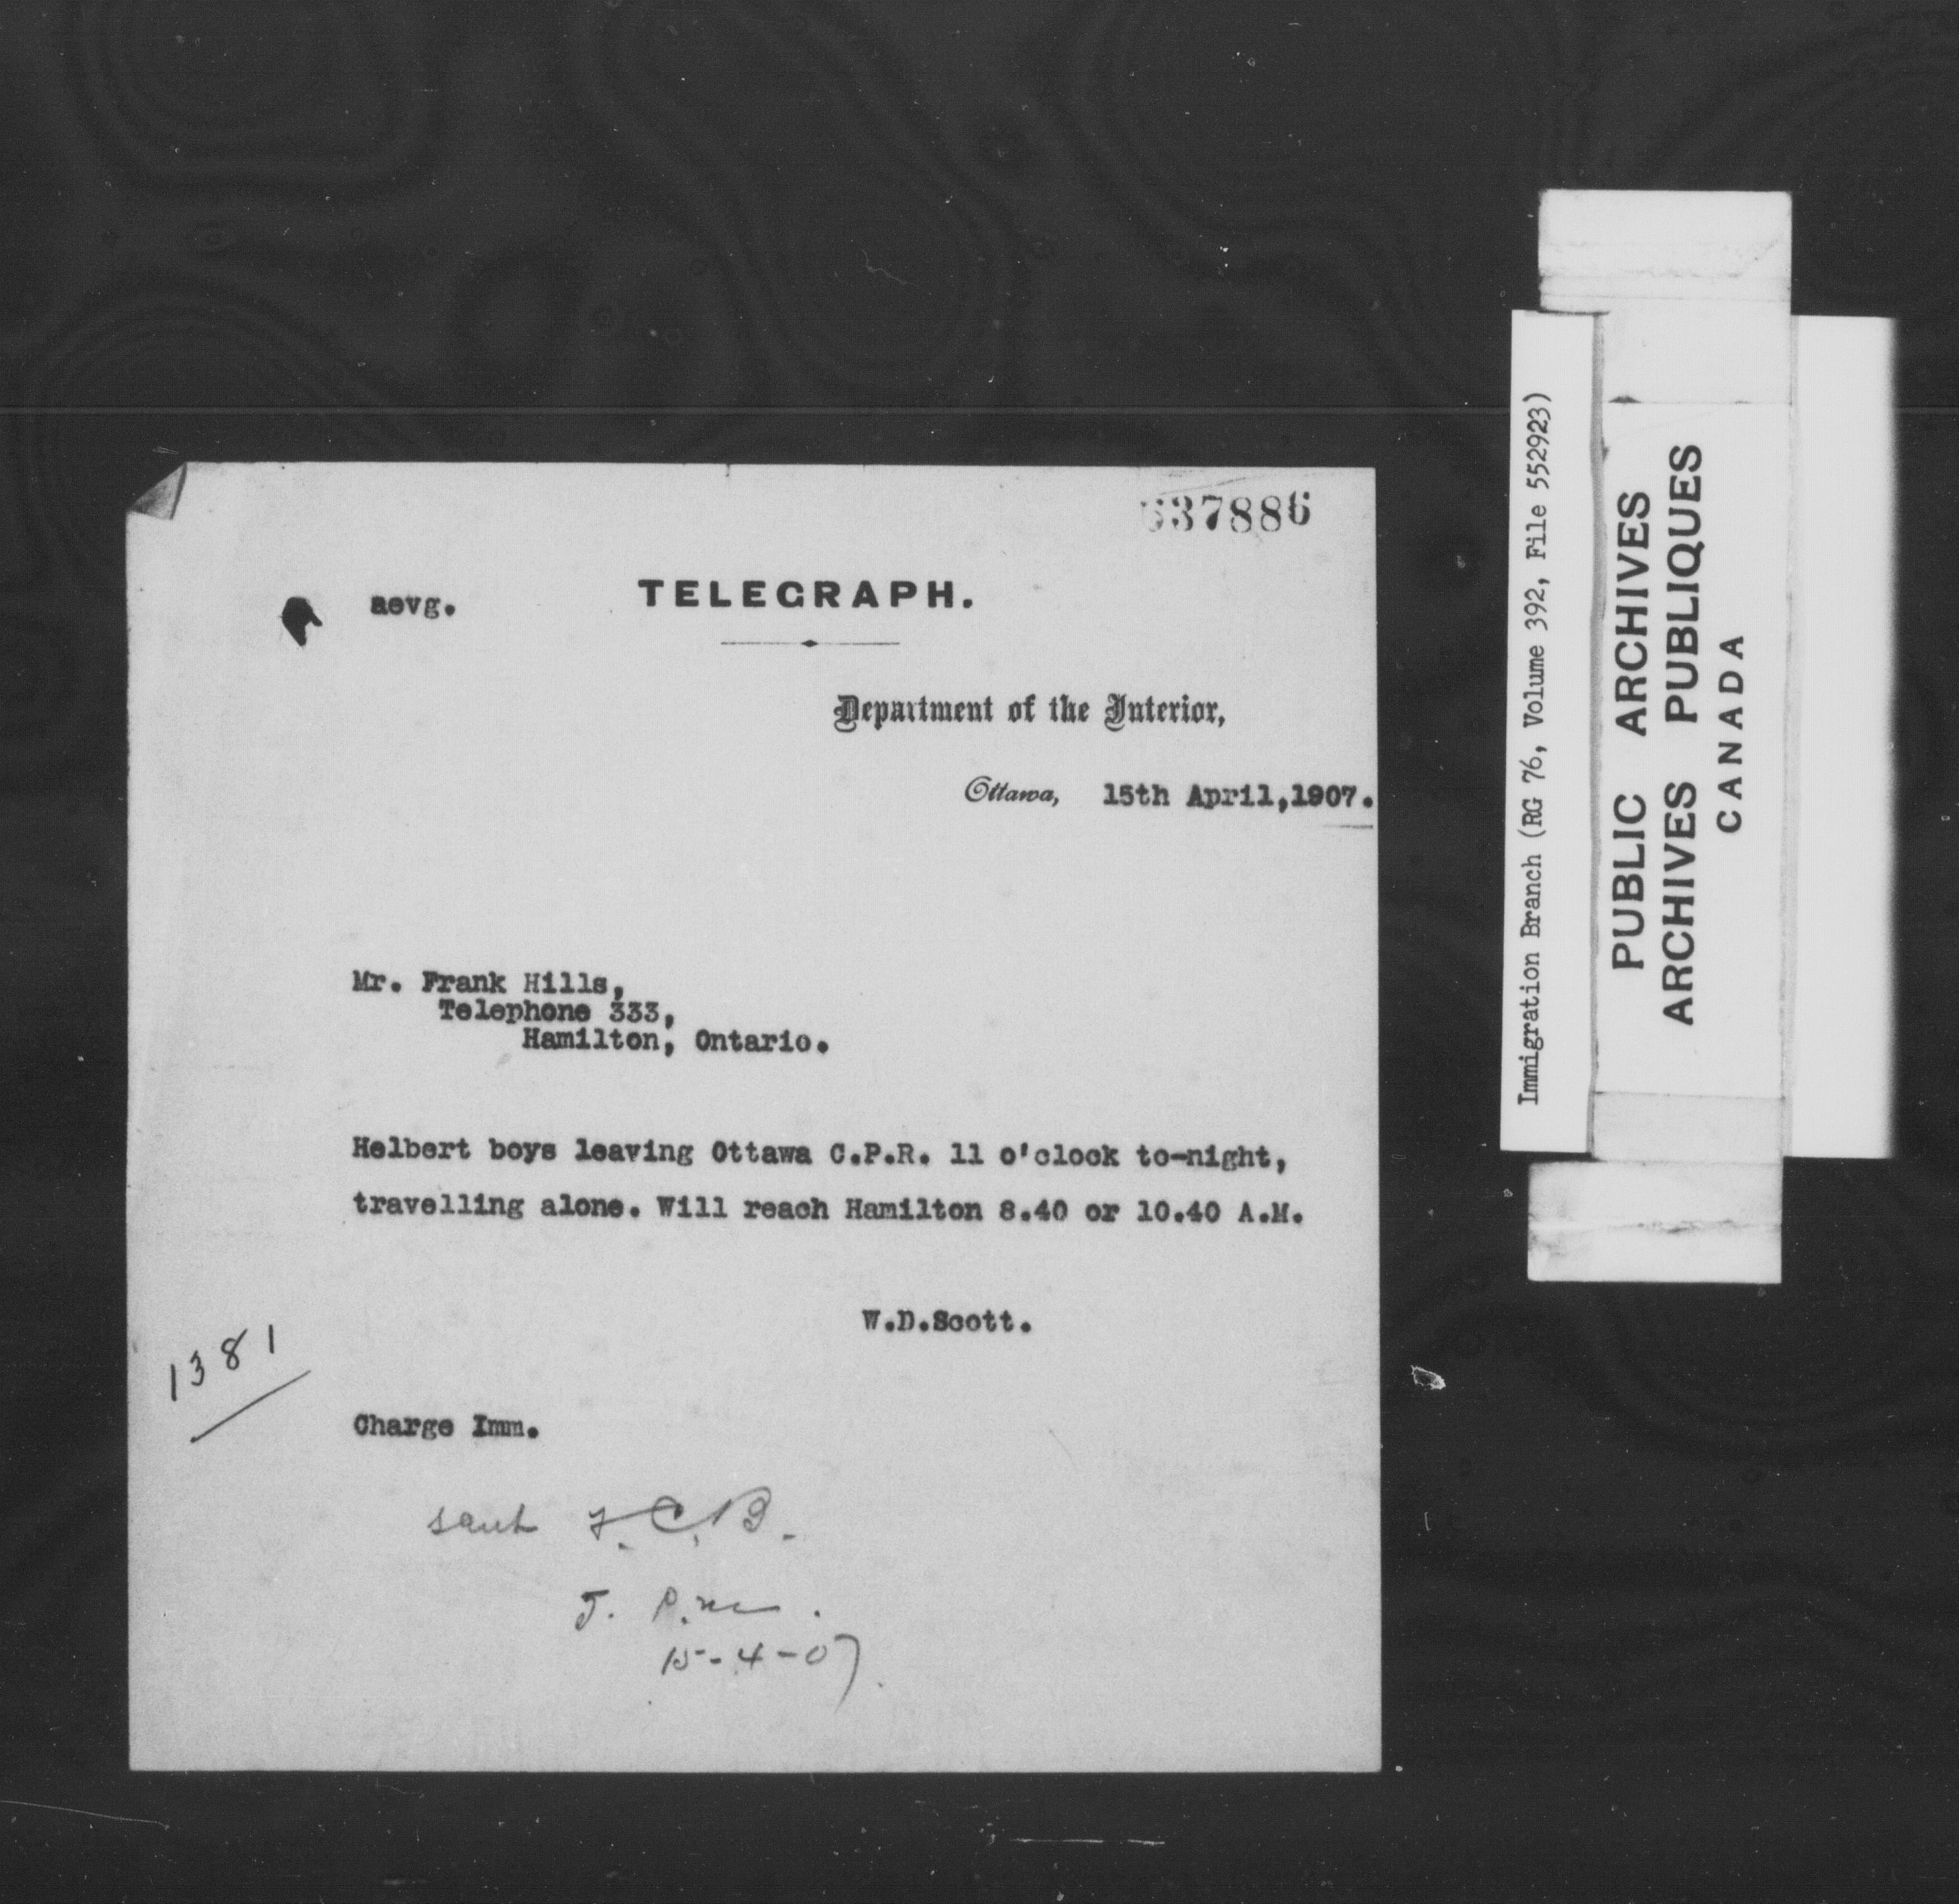 637886
aevg.
TELEGRAPH.
Department of the Interior,
Ottawa, 15th April, 1907.
Mr. Frank Hills,
Telephone 333,
Hamilton, Ontario.
Helbert boys leaving Ottawa C.P.R. 11 o'clock to-night,
travelling alone. Will reach Hamilton 8.40 or 10.40 A.M.
W.D.Scott.
1381
Charge Imm.
sent F.C.B.
P.m.
15-4-07
Immigration Branch (RG 76, Volume 392, File 552923)
PUBLIC ARCHIVES
ARCHIVES PUBLIQUES
CANADA